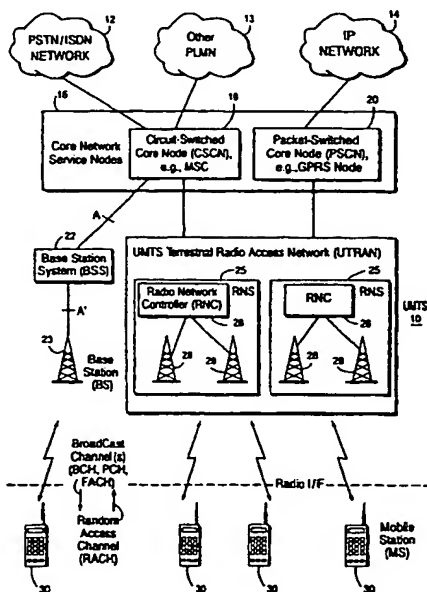 12
13
14
PSTN/ISDN
NETWORK
Other
PLMN
IP
NETWORK
16
18
20
Core Network
Service Nodes
Circuit-Switched
Core Node (CSCN),
e.g., MSC
Packet-Switched
Core Node (PSCN),
e.g.,GPRS Node
A
22
Base Station
System (BSS)
A'
23
Base
Station
(BS)
UMTS Terrestrial Radio Access Network (UTRAN)
25
25
Radio Network
Controller (RNC)
RNS
RNC
RNS
26
26
28
28
28
28
UMTS
10
BroadCast
Channel(s)
(BCH, PCH,
FACH)
Radio I/F
Random
Access
Channel
(RACH)
Mobile
Station
(MS)
30
30
30
30